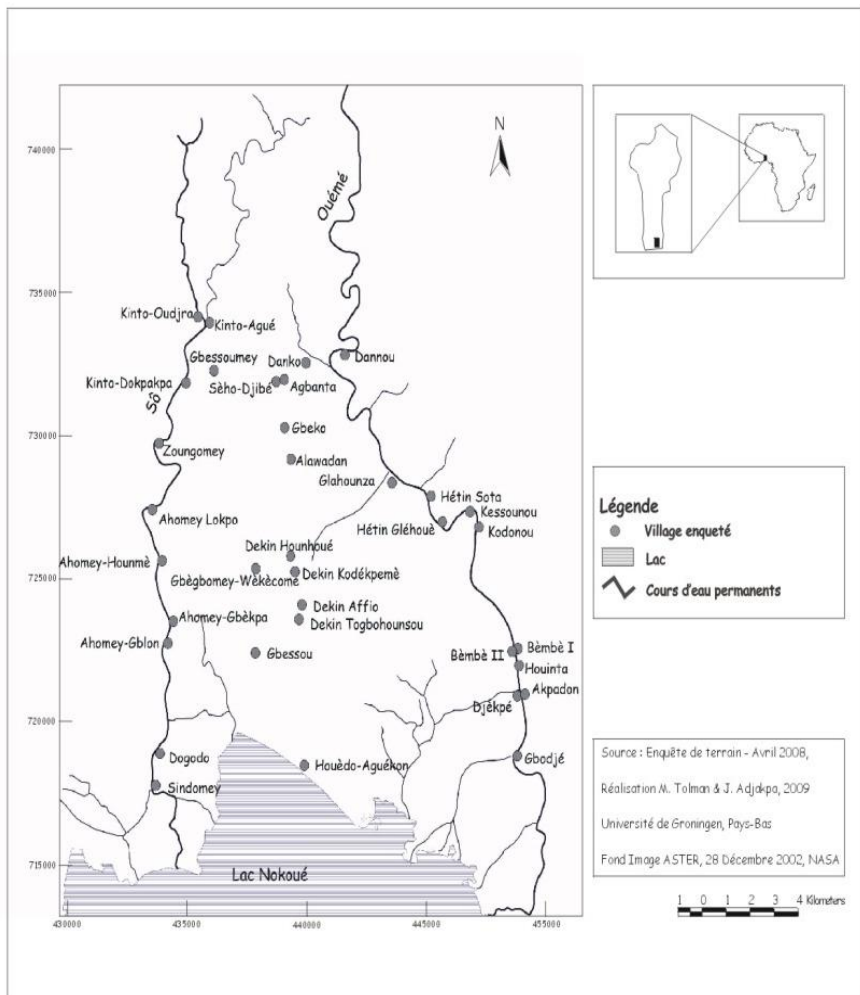 N
740000
735000
730000
725000
720000
715000
430000
435000
440000
445000
450000
455000
Ouémé
Sô
Kinto-Oudjra
Kinto-Agué
Gbessoumey
Danko
Dannou
Kinto-Dokpakpa
Sèho-Djibé
Agbanta
Gbeko
Zoungomey
Alawadan
Glahounza
Hétin Sota
Kessounou
Ahomey Lokpo
Hétin Gléhouè
Kodonou
Dekin Hounhoué
Ahomey-Hounmè
Gbègbomey-Wèkècomè
Dekin Kodékpemè
Dekin Affio
Ahomey-Gbèkpa
Dekin Togbohounsou
Ahomey-Gblon
Gbessou
Bèmbè I
Bèmbè II
Houinta
Akpadon
Djékpé
Dogodo
Houèdo-Aguékon
Gbodjé
Sindomey
Lac Nokoué
Légende
Village enqueté
Lac
Cours d'eau permanents
Source : Enquête de terrain - Avril 2008,
Réalisation M. Tolman & J. Adjakpa, 2009
Université de Groningen, Pays-Bas
Fond Image ASTER, 28 Décembre 2002, NASA
1 0 1 2 3 4 Kilometers